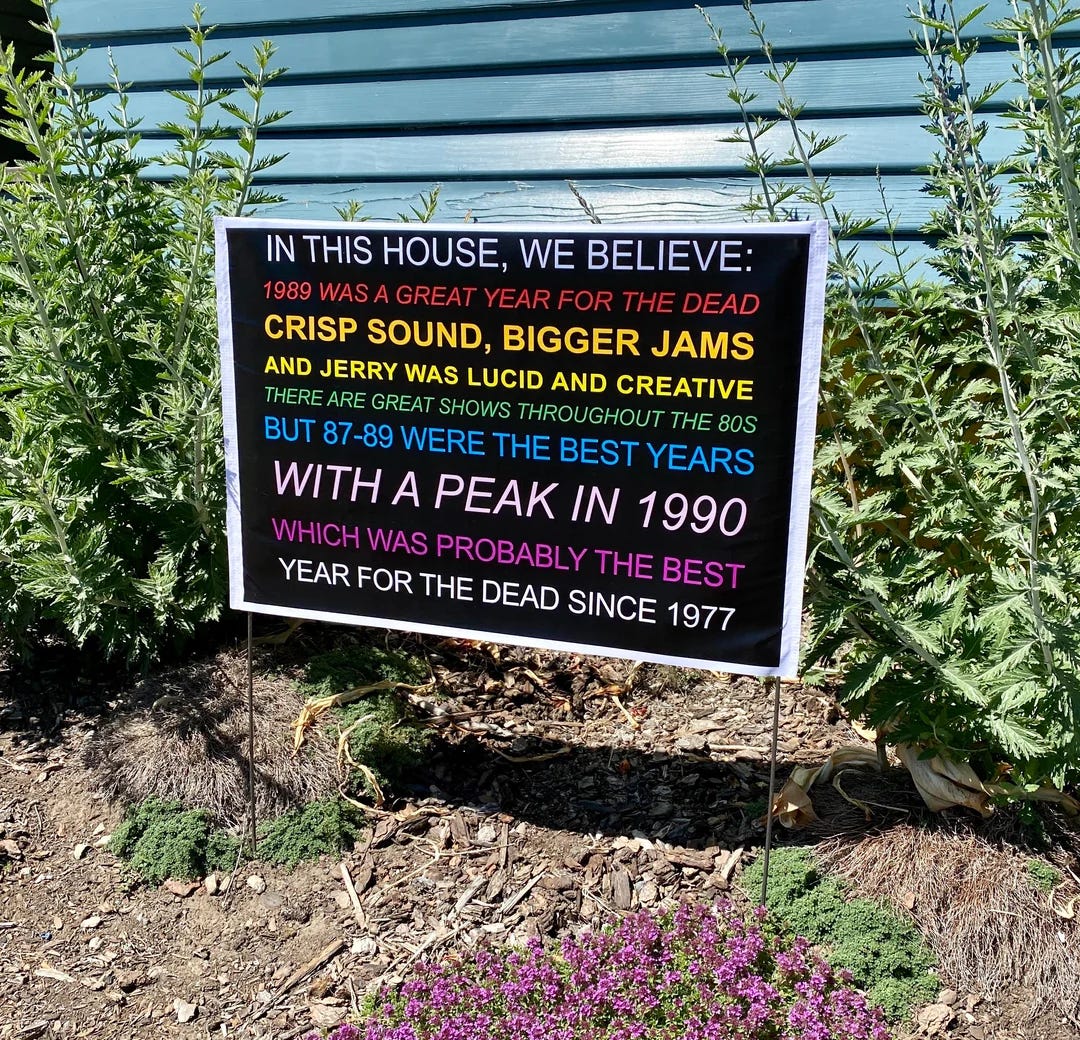 IN THIS HOUSE, WE BELIEVE:
1989 WAS A GREAT YEAR FOR THE DEAD
CRISP SOUND, BIGGER JAMS
AND JERRY WAS LUCID AND CREATIVE
THERE ARE GREAT SHOWS THROUGHOUT THE 80S
BUT 87-89 WERE THE BEST YEARS
WITH A PEAK IN 1990
WHICH WAS PROBABLY THE BEST
YEAR FOR THE DEAD SINCE 1977